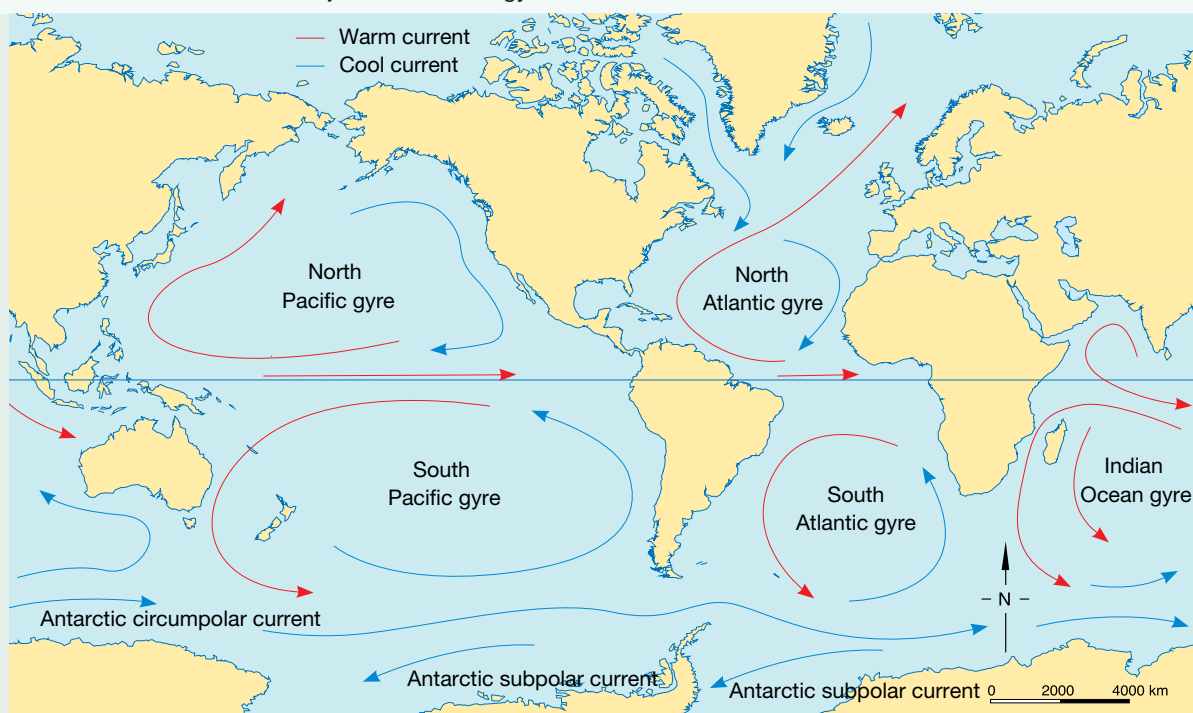 Warm current
Cool current
North
Pacific gyre
North
Atlantic gyre
South
Pacific gyre
South
Atlantic gyre
Indian
Ocean gyre
N
Antarctic circumpolar current
Antarctic subpolar current
Antarctic subpolar current
0 2000 4000 km